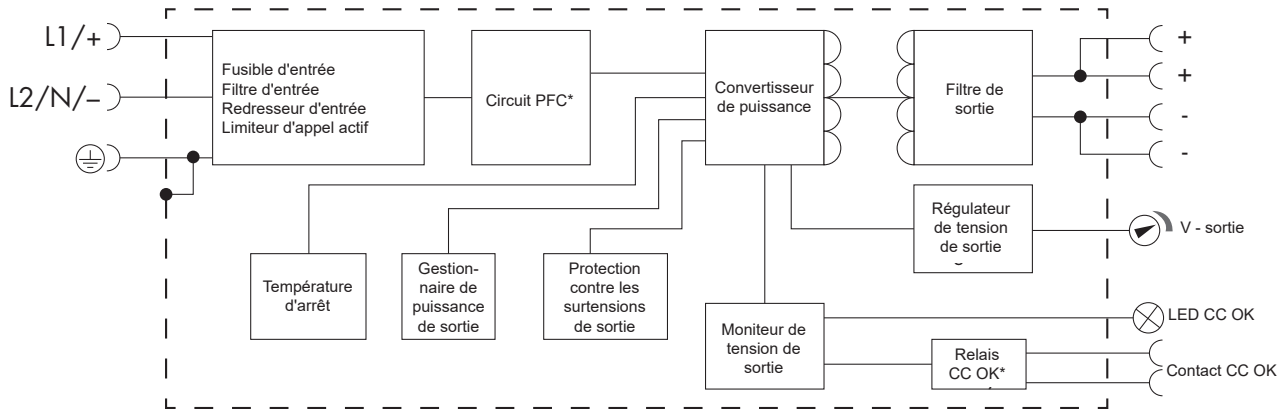 L1/+
L2/N/–
Fusible d'entrée
Filtre d'entrée
Redresseur d'entrée
Limiteur d'appel actif
Circuit PFC*
Convertisseur
de puissance
Filtre de
sortie
+
+
-
-
Régulateur
de tension
de sortie
V - sortie
Température
d'arrêt
Gestion-
naire de
puissance
de sortie
Protection
contre les
surtensions
de sortie
Moniteur de
tension de
sortie
LED CC OK
Relais
CC OK*
Contact CC OK